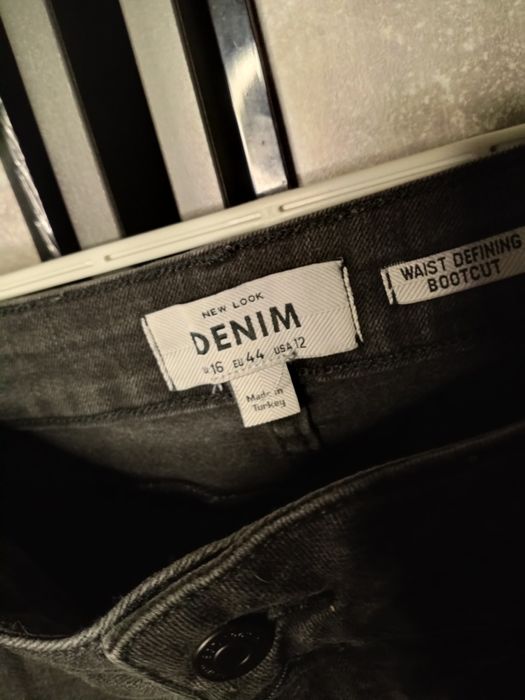 NEW LOOK
DENIM
16 EU 44 USA 12
Made in
Turkey
WAIST DEFINING
BOOTCUT